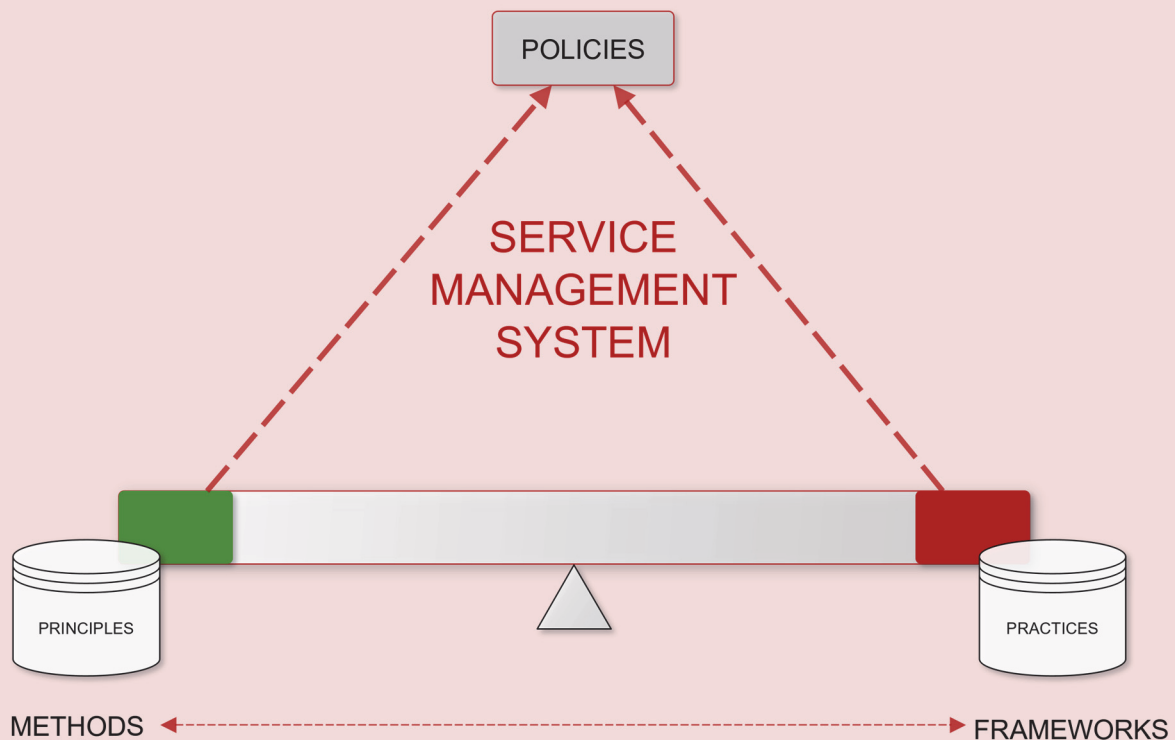 POLICIES
SERVICE
MANAGEMENT
SYSTEM
PRINCIPLES
PRACTICES
METHODS
FRAMEWORKS